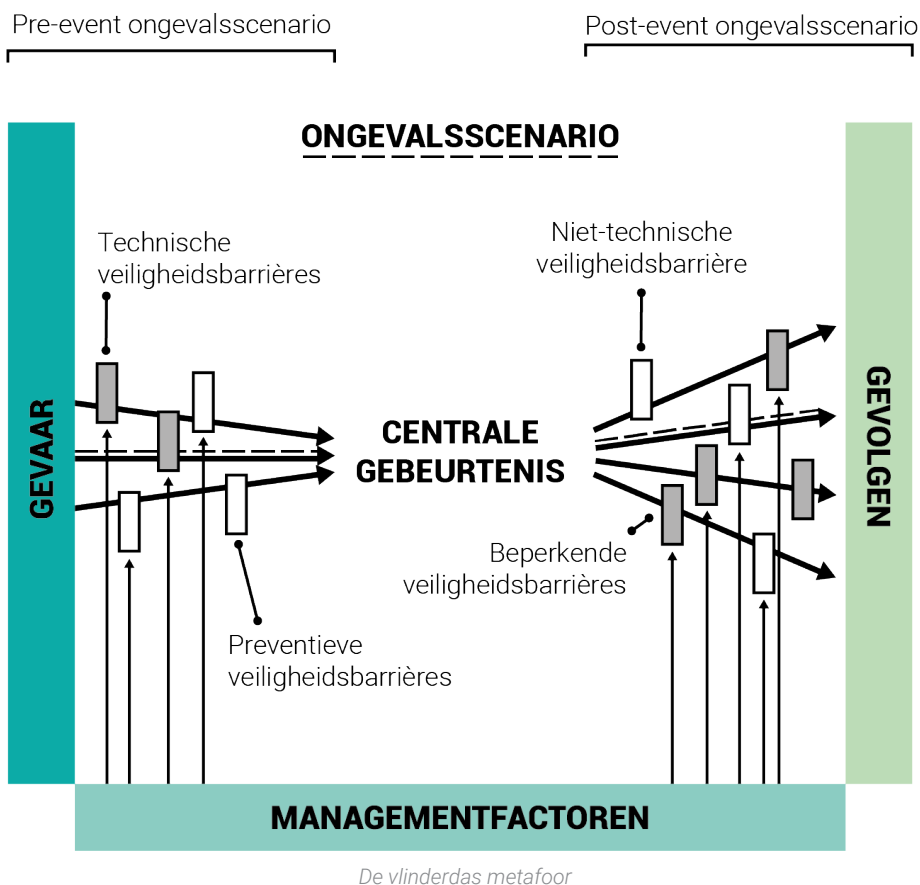 Pre-event ongevalsscenario
Post-event ongevalsscenario
ONGEVALSSCENARIO
Technische
veiligheidsbarrières
Niet-technische
veiligheidsbarrière
GEVAAR
CENTRALE
GEBEURTENIS
GEVOLGEN
Beperkende
veiligheidsbarrières
Preventieve
veiligheidsbarrières
MANAGEMENTFACTOREN
De vlinderdas metafoor